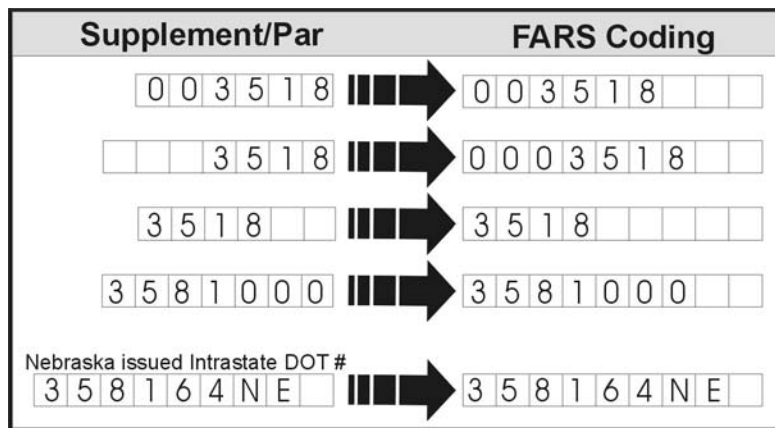 Supplement/Par FARS Coding
003518 003518
3518 0003518
3518 3518
3581000 3581000
Nebraska issued Intrastate DOT #
358164NE 358164NE